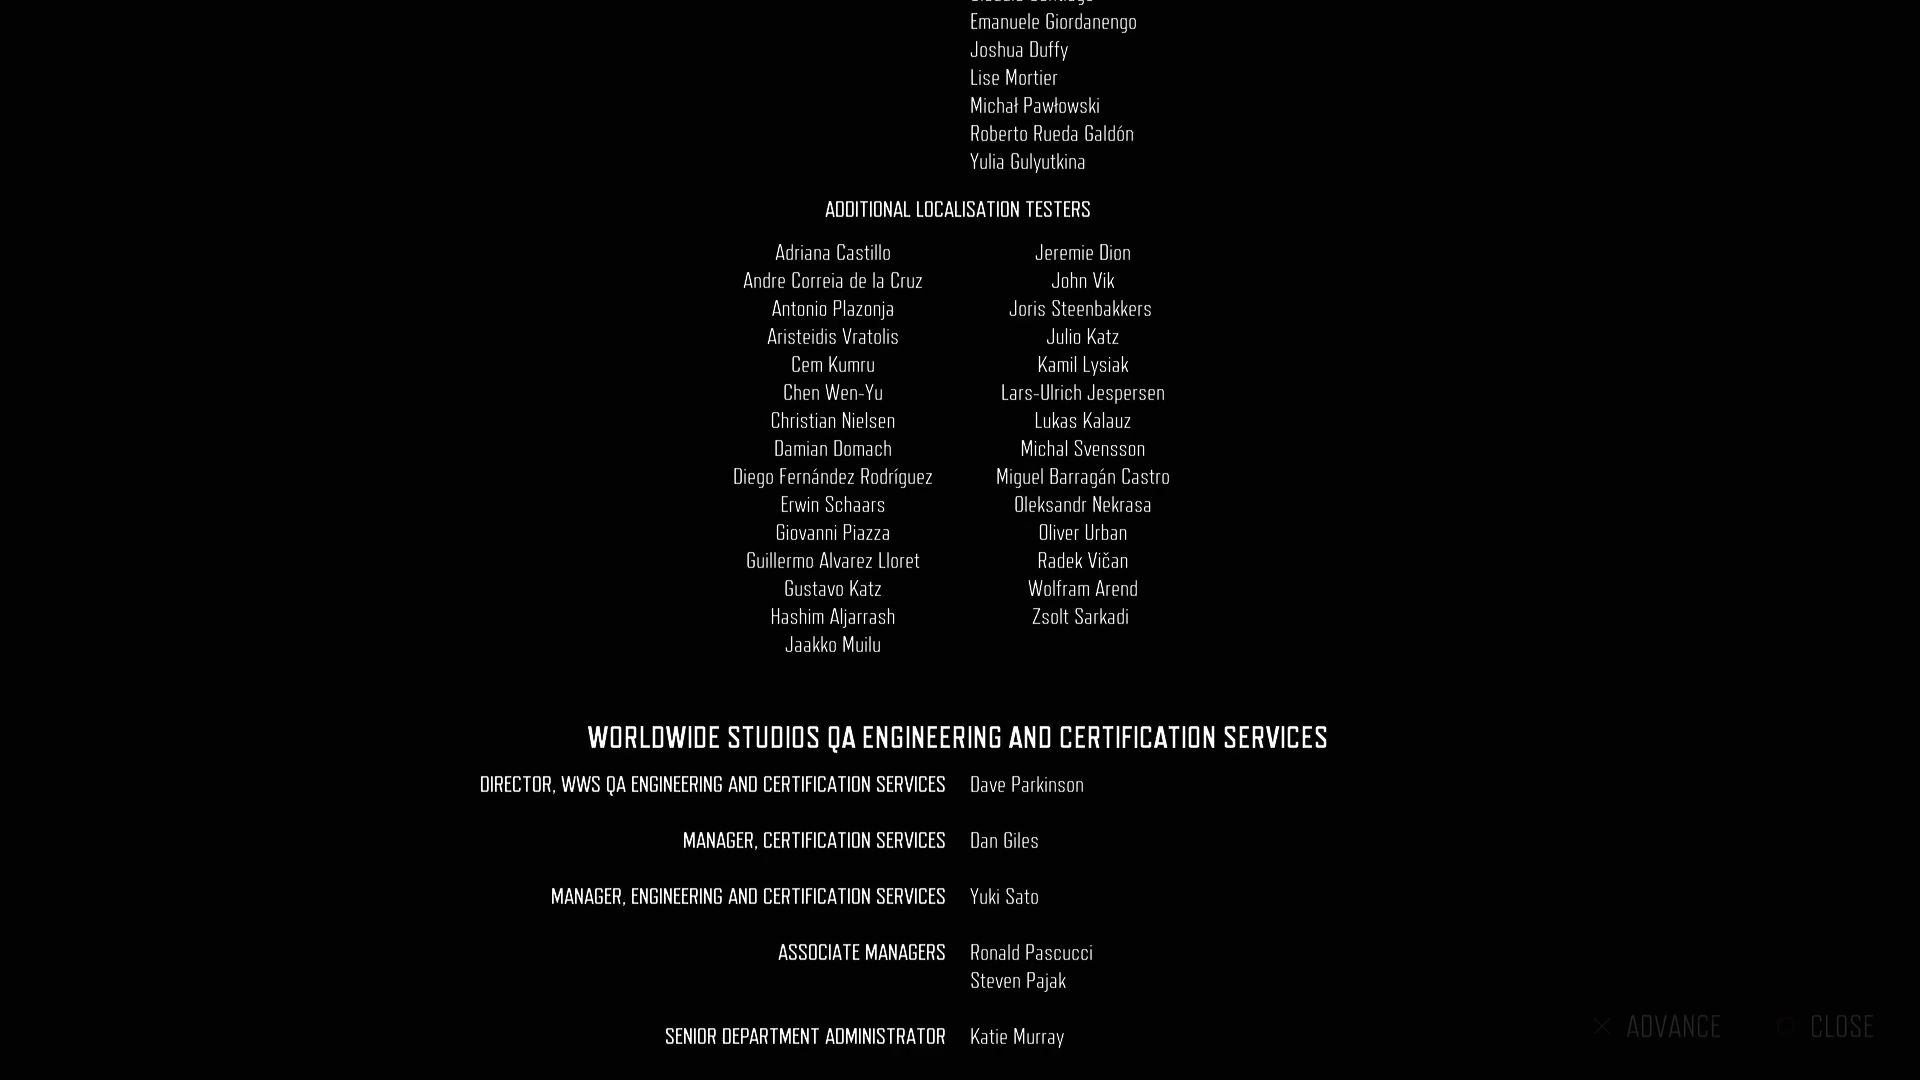 Emanuele Giordanengo
Joshua Duffy
Lise Mortier
Michał Pawłowski
Roberto Rueda Galdón
Yulia Gulyutkina
ADDITIONAL LOCALISATION TESTERS
Adriana Castillo
Andre Correia de la Cruz
Antonio Plazonja
Aristeidis Vratolis
Cem Kumru
Chen Wen-Yu
Christian Nielsen
Damian Domach
Diego Fernández Rodríguez
Erwin Schaars
Giovanni Piazza
Guillermo Alvarez Lloret
Gustavo Katz
Hashim Aljarrash
Jaakko Muilu
Jeremie Dion
John Vik
Joris Steenbakkers
Julio Katz
Kamil Lysiak
Lars-Ulrich Jespersen
Lukas Kalauz
Michal Svensson
Miguel Barragán Castro
Oleksandr Nekrasa
Oliver Urban
Radek Vičan
Wolfram Arend
Zsolt Sarkadi
WORLDWIDE STUDIOS QA ENGINEERING AND CERTIFICATION SERVICES
DIRECTOR, WWS QA ENGINEERING AND CERTIFICATION SERVICES Dave Parkinson
MANAGER, CERTIFICATION SERVICES Dan Giles
MANAGER, ENGINEERING AND CERTIFICATION SERVICES Yuki Sato
ASSOCIATE MANAGERS Ronald Pascucci
Steven Pajak
SENIOR DEPARTMENT ADMINISTRATOR Katie Murray
ADVANCE CLOSE